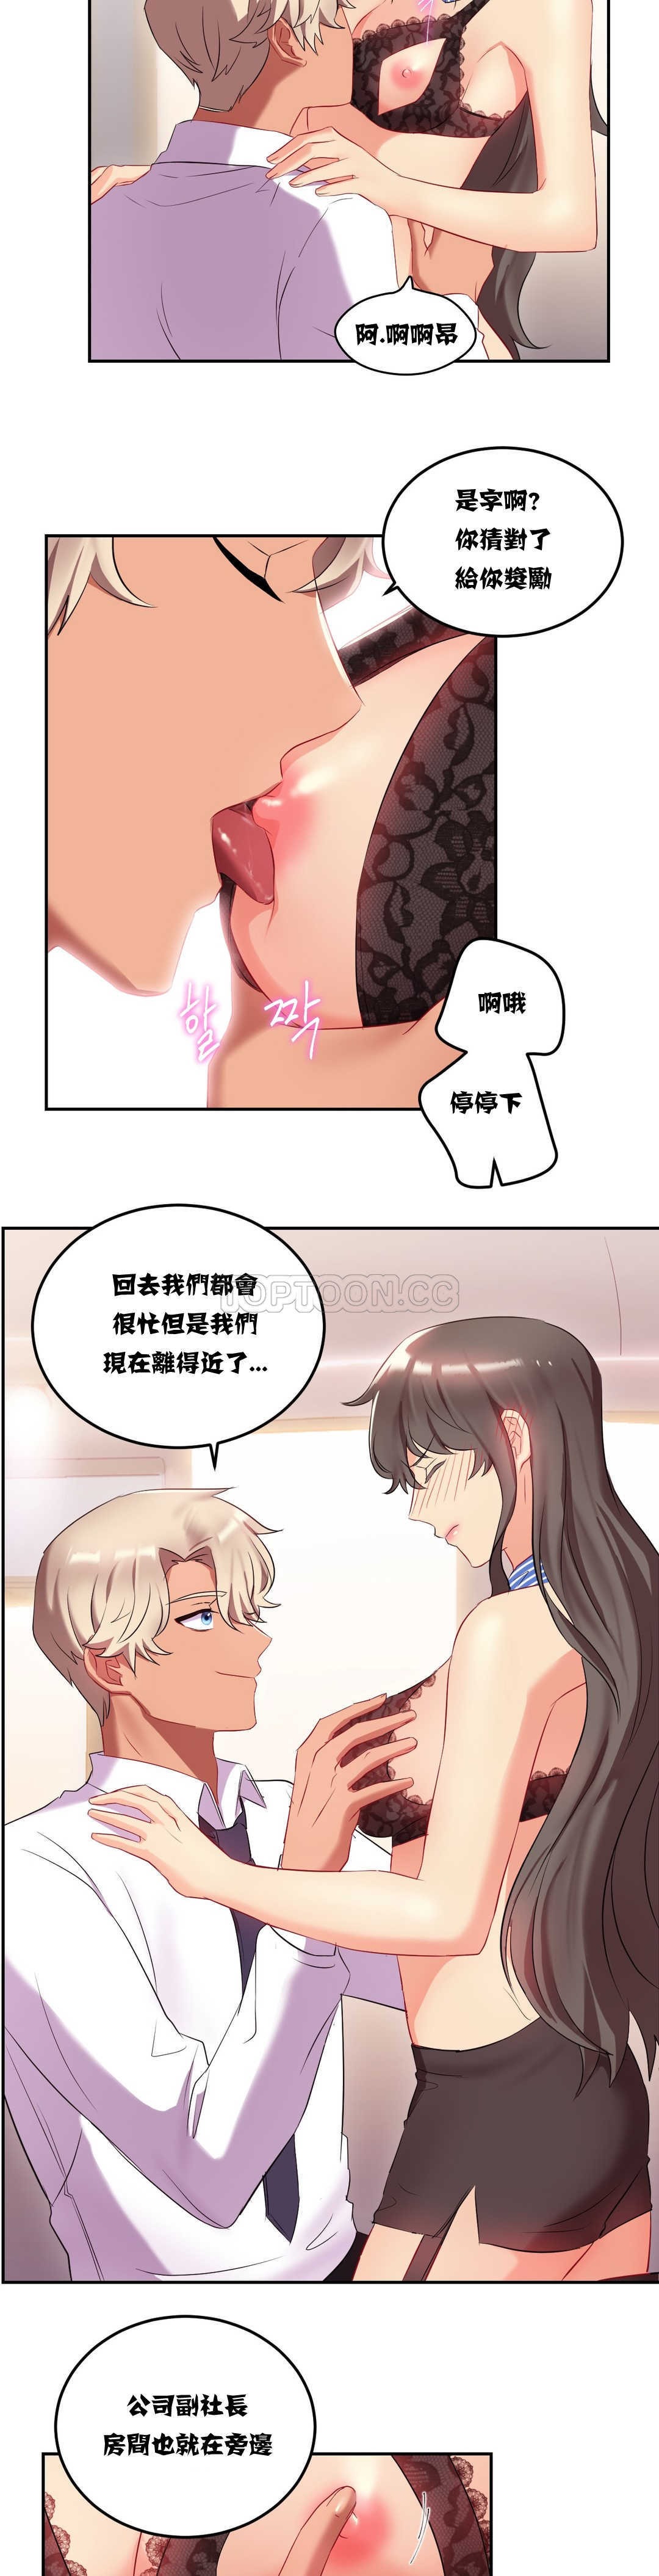 阿.啊啊昂
是字啊?
你猜對了
給你獎勵
할
짝
啊哦
停停下
回去我們都會
很忙但是我們
現在離得近了...
TOPTOON.CC
公司副社長
房間也就在旁邊